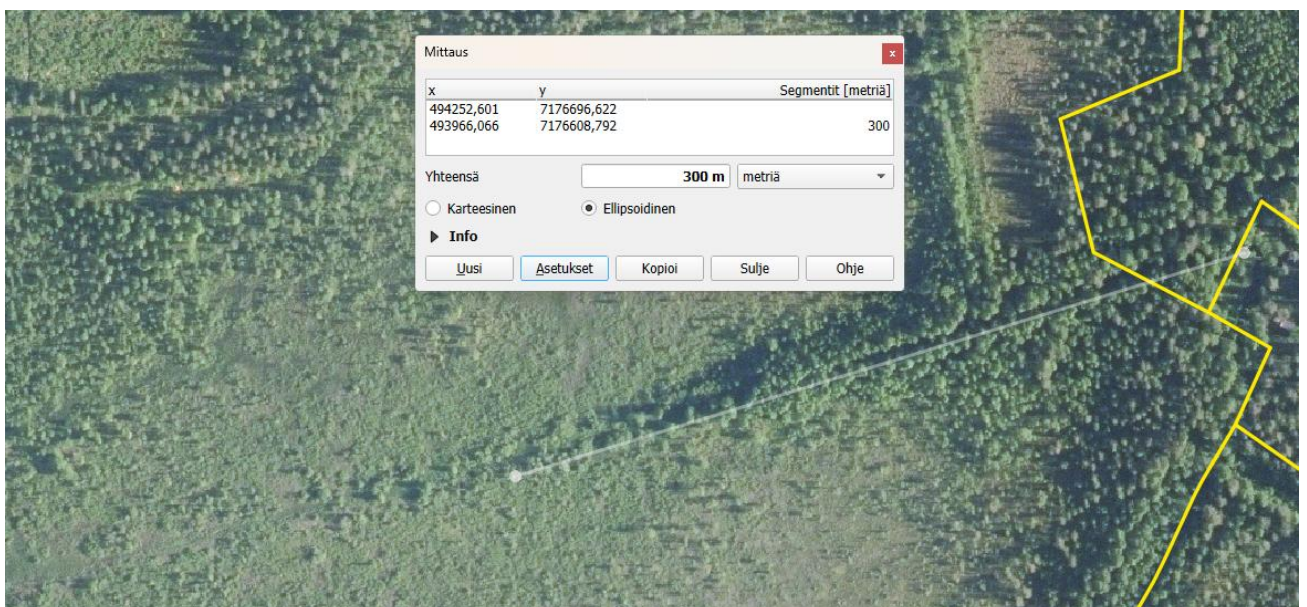 Mittaus
x y Segmentit [metriä]
494252,601 7176696,622
493966,066 7176608,792 300
Yhteensä 300 m metriä
Karteesinen Ellipsoidinen
Info
Uusi Asetukset Kopioi Sulje Ohje